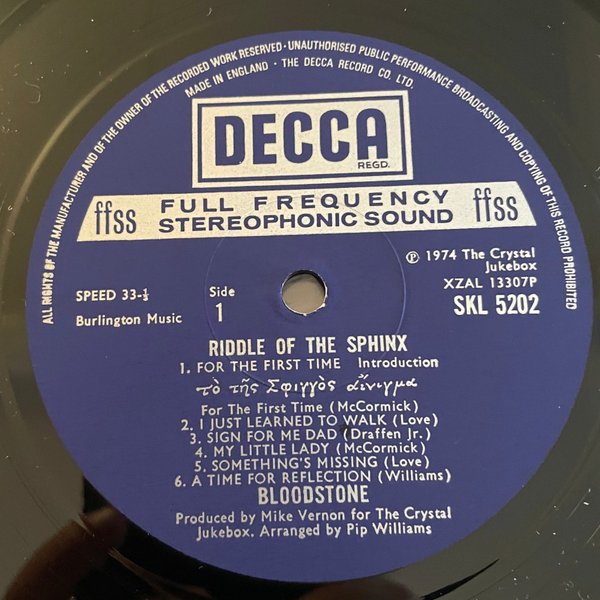 ALL RIGHTS OF THE MANUFACTURER AND OF THE OWNER OF THE RECORDED WORK RESERVED · UNAUTHORISED PUBLIC PERFORMANCE BROADCASTING AND COPYING OF THIS RECORD PROHIBITED
MADE IN ENGLAND · THE DECCA RECORD CO. LTD.
DECCA
REGD.
ffss FULL FREQUENCY ffss
STEREOPHONIC SOUND
℗ 1974 The Crystal
Jukebox
SPEED 33-⅓ Side XZAL 13307P
Burlington Music 1 SKL 5202
RIDDLE OF THE SPHINX
1. FOR THE FIRST TIME Introduction
τὸ τῆς Σφιγγὸς αἴνιγμα
For The First Time (McCormick)
2. I JUST LEARNED TO WALK (Love)
3. SIGN FOR ME DAD (Draffen Jr.)
4. MY LITTLE LADY (McCormick)
5. SOMETHING'S MISSING (Love)
6. A TIME FOR REFLECTION (Williams)
BLOODSTONE
Produced by Mike Vernon for The Crystal
Jukebox, Arranged by Pip Williams